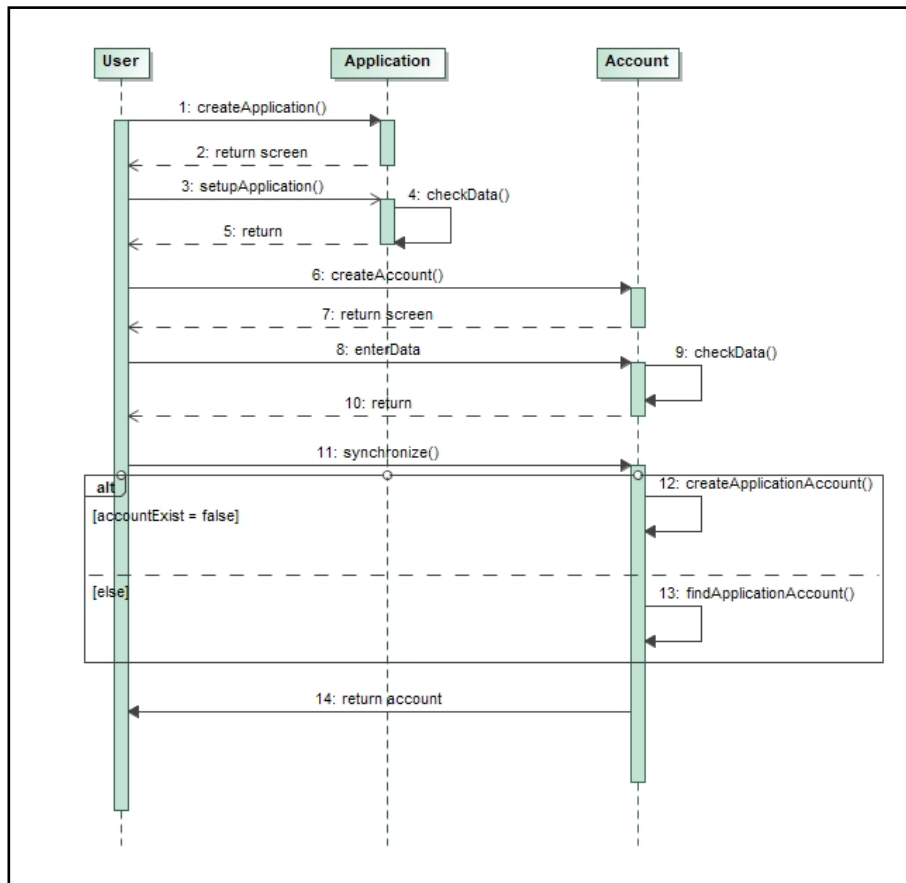 User
Application
Account
1: createApplication()
2: return screen
3: setupApplication()
4: checkData()
5: return
6: createAccount()
7: return screen
8: enterData
9: checkData()
10: return
11: synchronize()
alt
12: createApplicationAccount()
[accountExist = false]
[else]
13: findApplicationAccount()
14: return account